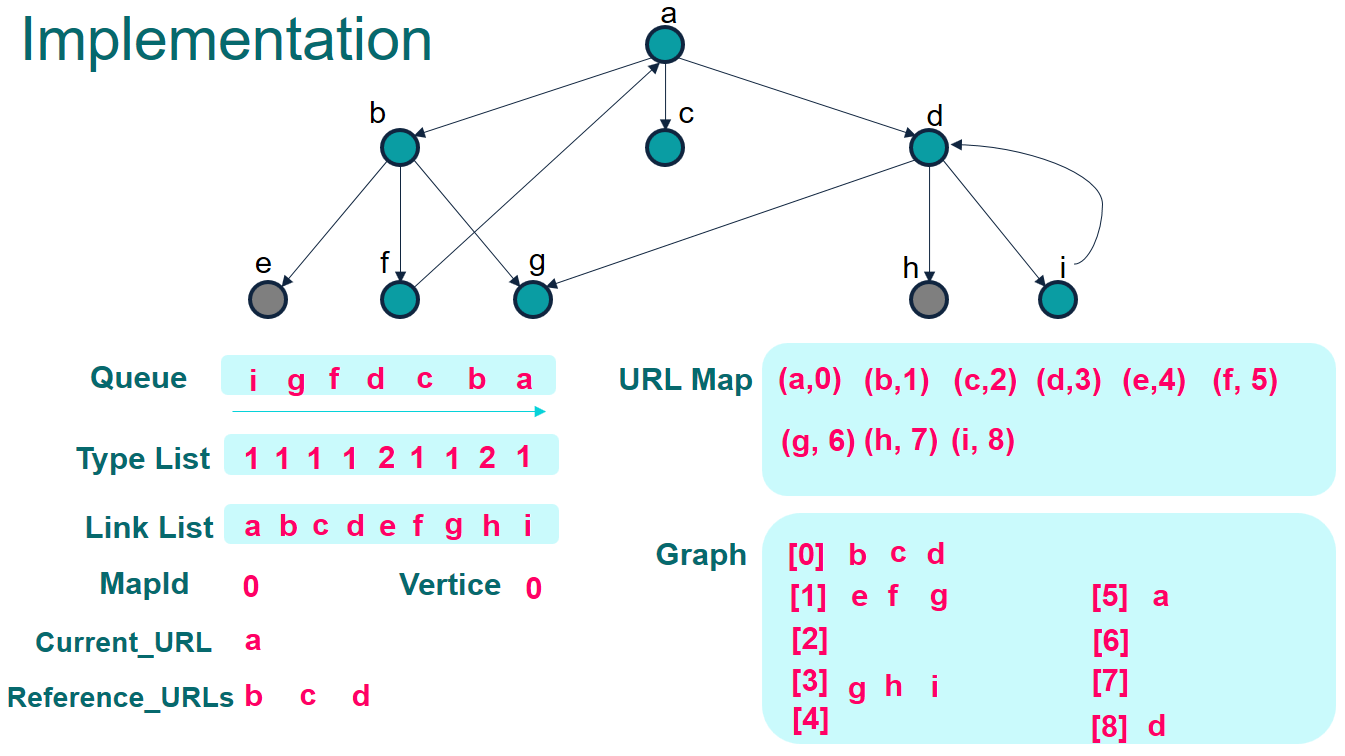 Implementation
a
b
c
d
e
f
g
h
i
Queue i g f d c b a
Type List 1 1 1 1 2 1 1 2 1
Link List a b c d e f g h i
MapId 0 Vertice 0
Current_URL a
Reference_URLs b c d
URL Map (a,0) (b,1) (c,2) (d,3) (e,4) (f, 5)
(g, 6) (h, 7) (i, 8)
Graph [0] b c d
[1] e f g
[2]
[3] g h i
[4]
[5] a
[6]
[7]
[8] d